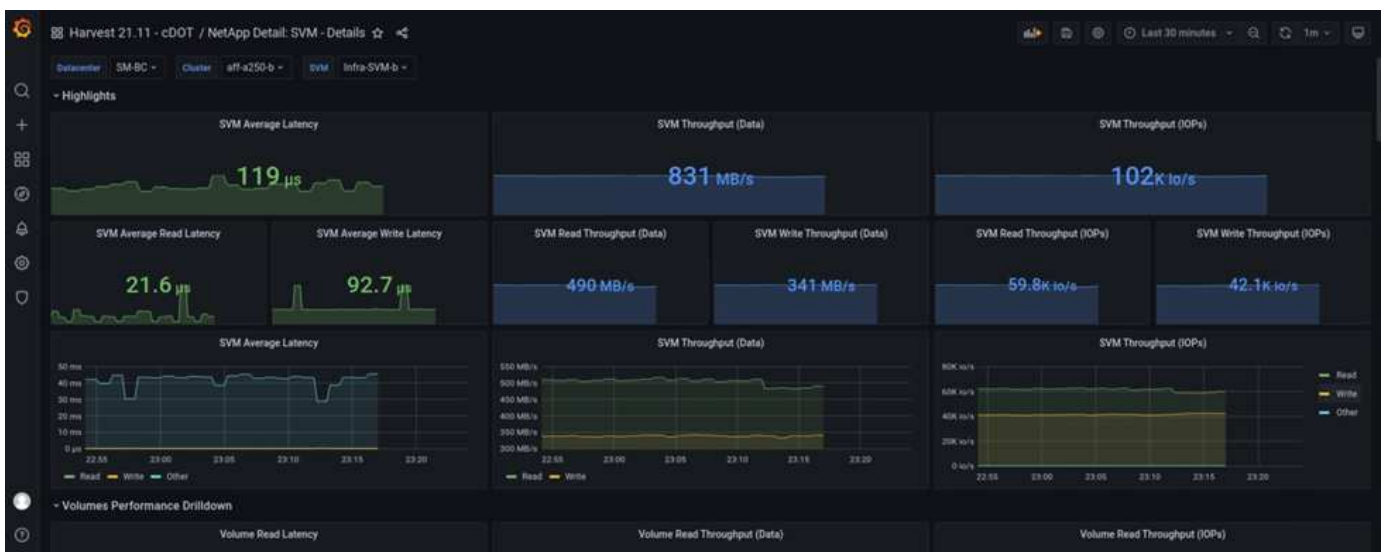 Harvest 21.11 - cDOT / NetApp Detail: SVM - Details
Last 30 minutes
1m
Datacenter SM-BC Cluster aff-a250-b SVM Infra-SVM-b
Highlights
SVM Average Latency
119 µs
SVM Throughput (Data)
831 MB/s
SVM Throughput (IOPs)
102K io/s
SVM Average Read Latency
21.6 µs
SVM Average Write Latency
92.7 µs
SVM Read Throughput (Data)
490 MB/s
SVM Write Throughput (Data)
341 MB/s
SVM Read Throughput (IOPs)
59.8K io/s
SVM Write Throughput (IOPs)
42.1K io/s
SVM Average Latency
50 ms
40 ms
30 ms
20 ms
10 ms
0 µs
22:55 23:00 23:05 23:10 23:15 23:20
Read Write Other
SVM Throughput (Data)
550 MB/s
500 MB/s
450 MB/s
400 MB/s
350 MB/s
300 MB/s
22:55 23:00 23:05 23:10 23:15 23:20
Read Write
SVM Throughput (IOPs)
80K io/s
60K io/s
40K io/s
20K io/s
0 io/s
22:55 23:00 23:05 23:10 23:15 23:20
Read
Write
Other
Volumes Performance Drilldown
Volume Read Latency
Volume Read Throughput (Data)
Volume Read Throughput (IOPs)